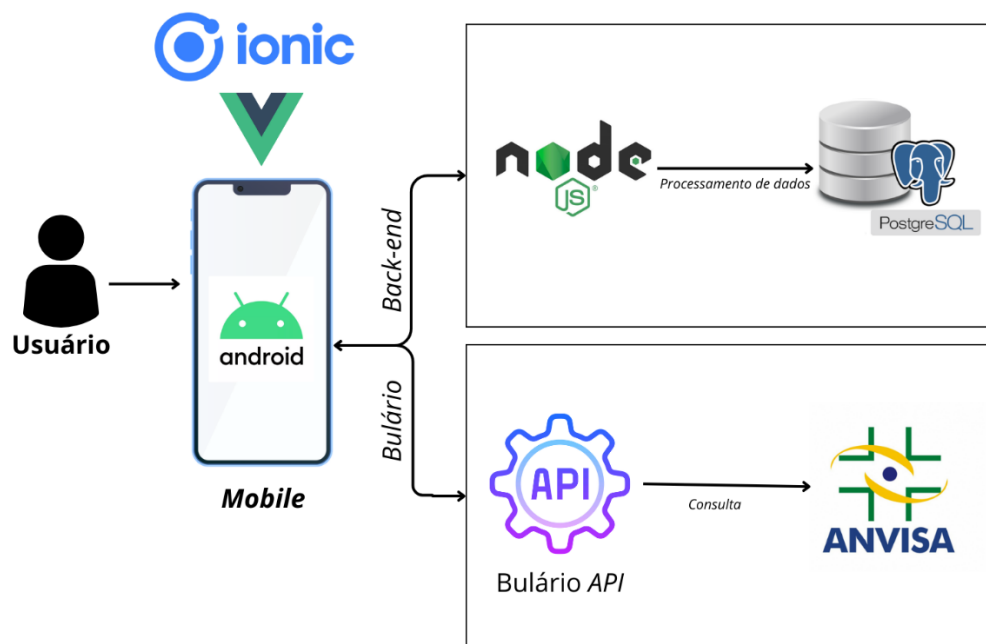 ionic
Usuário
android
Mobile
Back-end
Bulário
node
JS
®
Processamento de dados
PostgreSQL
API
Bulário API
Consulta
ANVISA